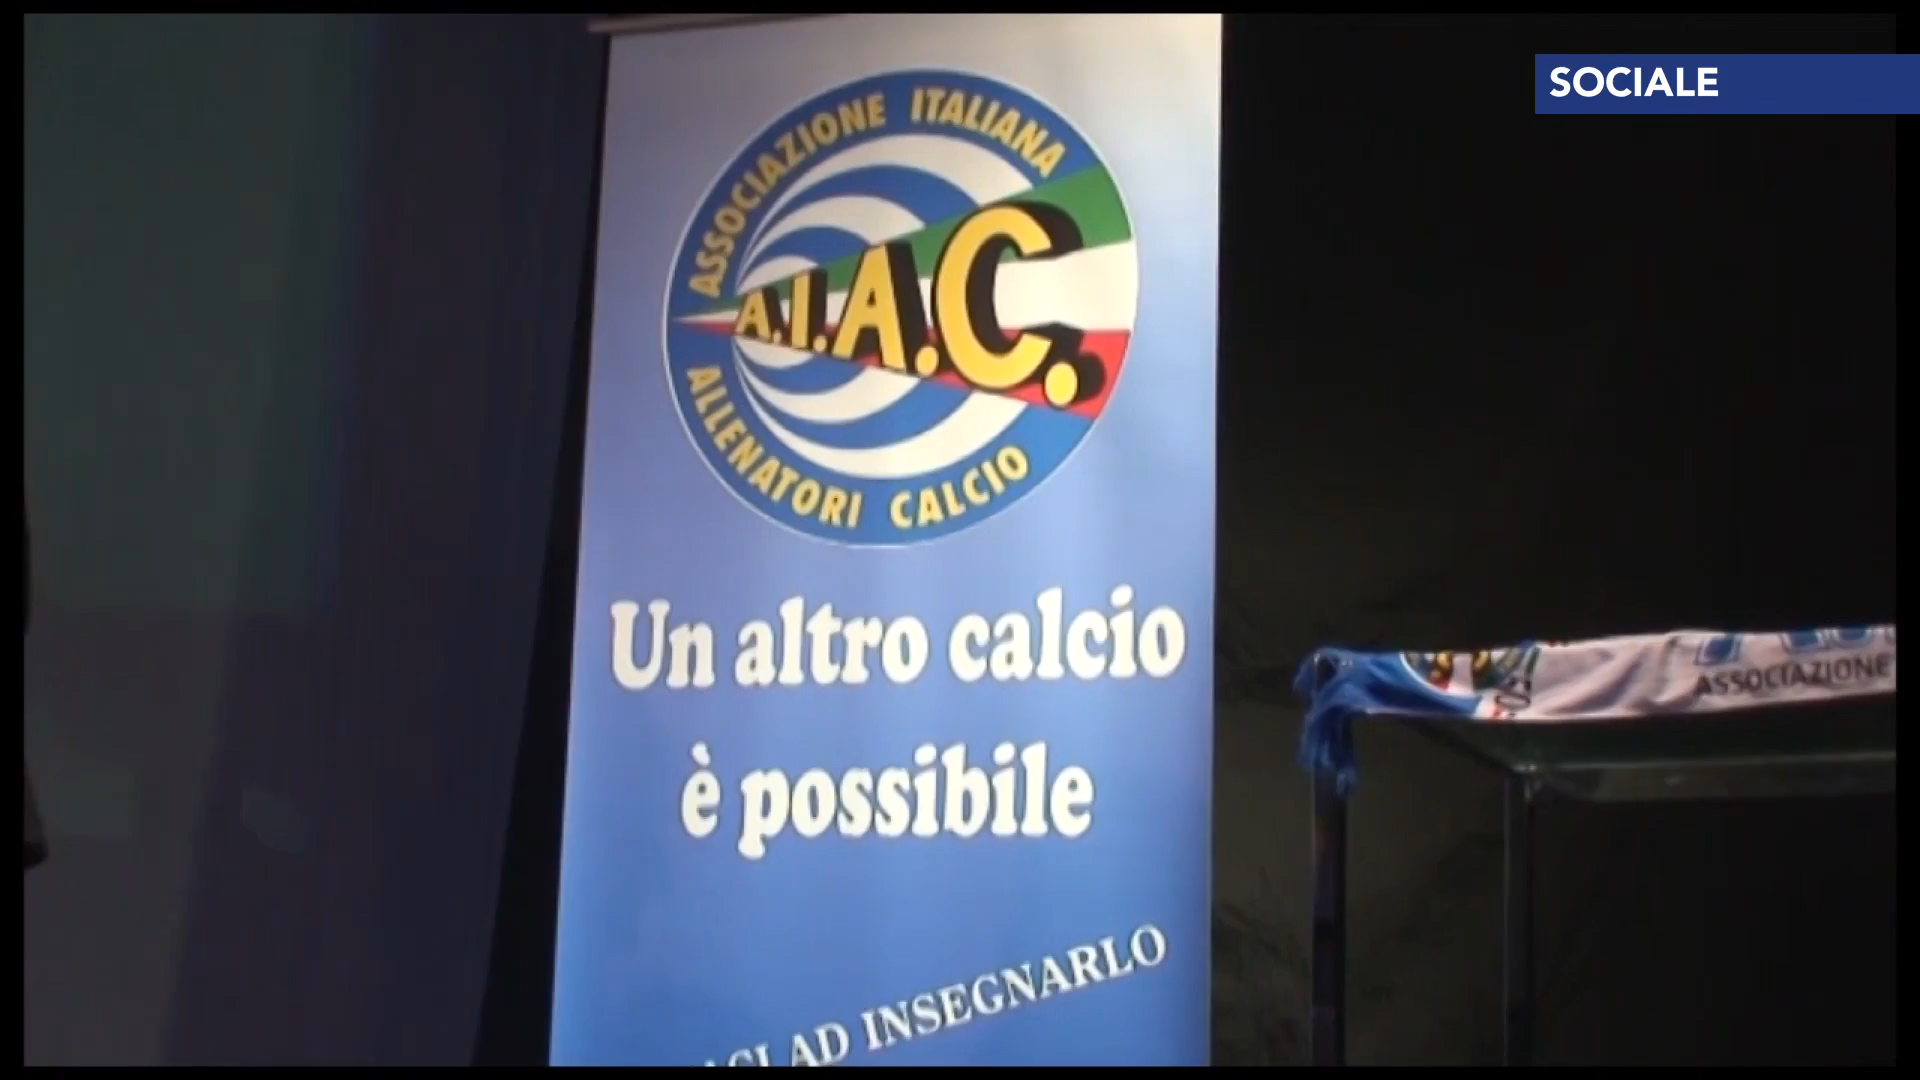 SOCIALE
ASSOCIAZIONE ITALIANA
A.I.A.C.
ALLENATORI CALCIO
Un altro calcio
è possibile
AD INSEGNARLO
ASSOCIAZIONE